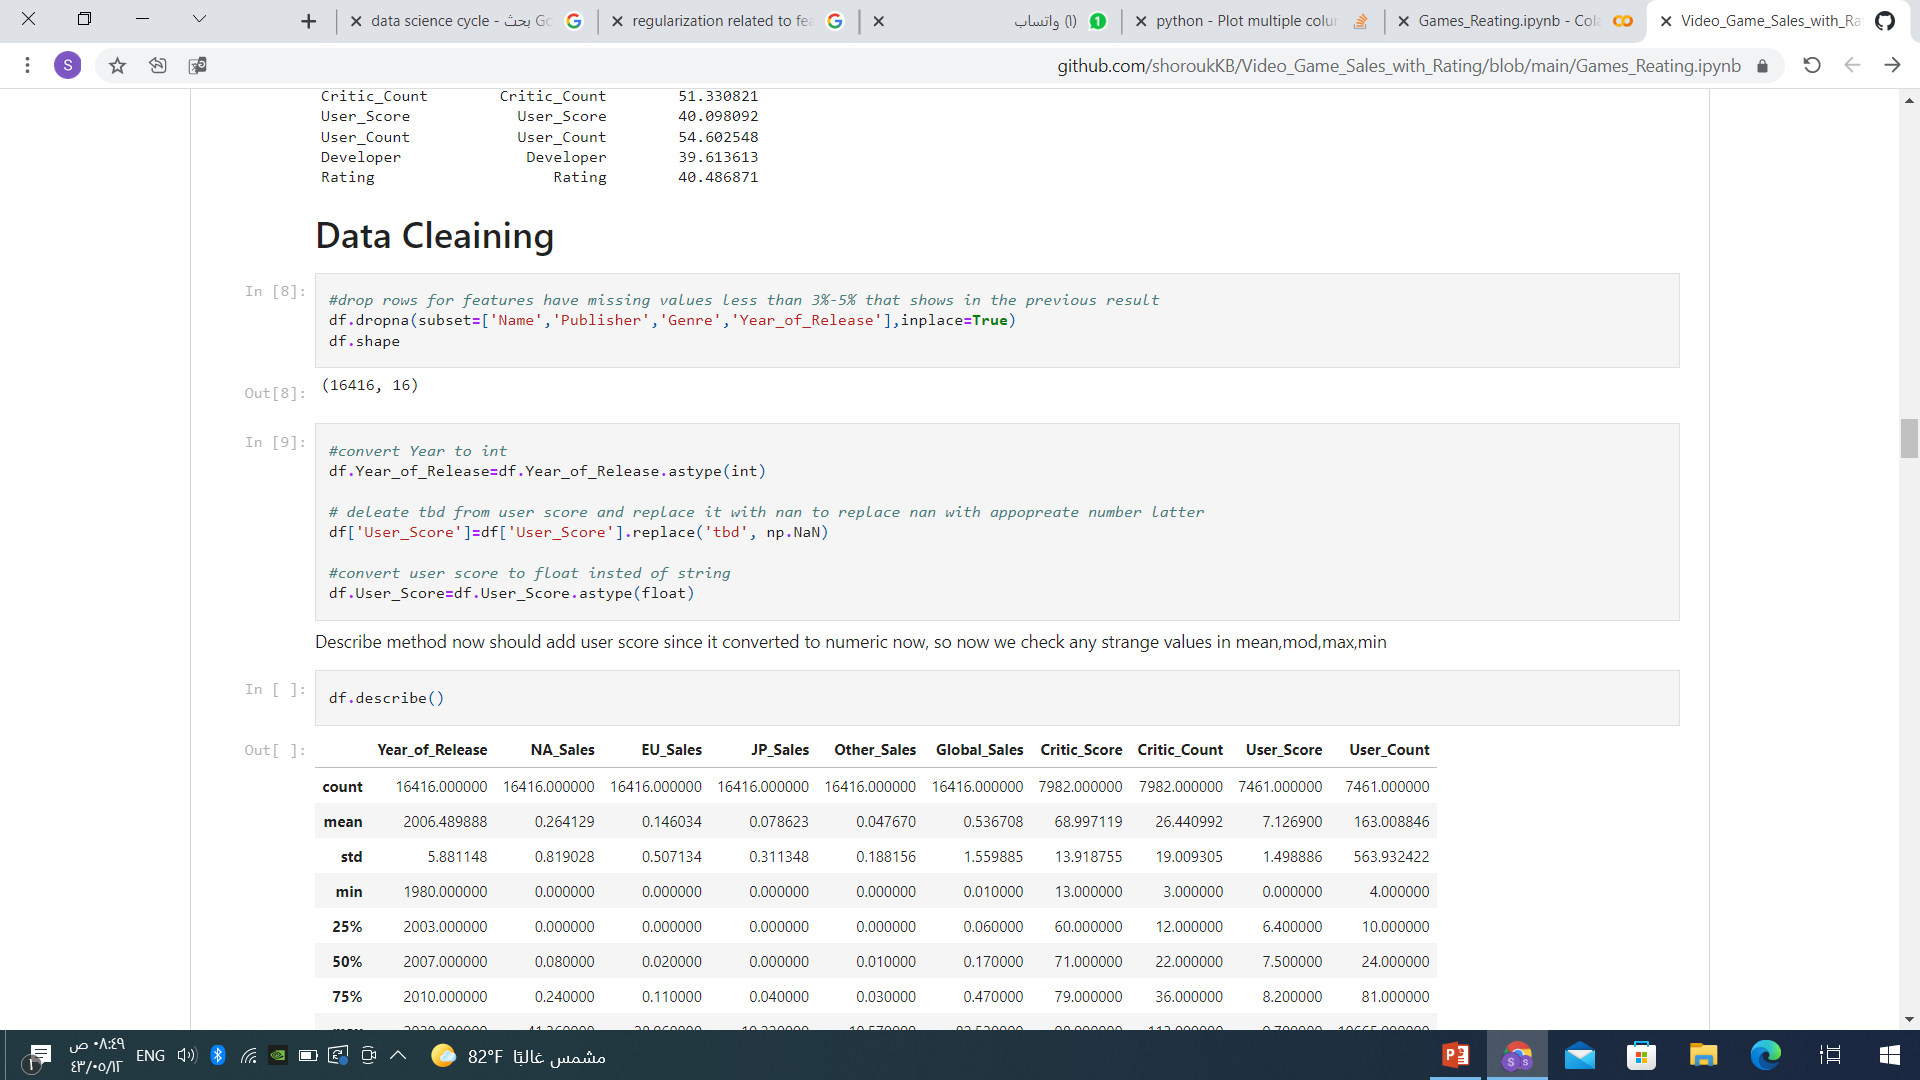 data science cycle - بحث Go
regularization related to fea
(1) واتساب
python - Plot multiple colum
Games_Reating.ipynb - Cola
Video_Game_Sales_with_Ra
S
github.com/shoroukKB/Video_Game_Sales_with_Rating/blob/main/Games_Reating.ipynb
Critic_Count Critic_Count 51.330821
User_Score User_Score 40.098092
User_Count User_Count 54.602548
Developer Developer 39.613613
Rating Rating 40.486871
Data Cleaining
In [8]:
#drop rows for features have missing values less than 3%-5% that shows in the previous result
df.dropna(subset=['Name','Publisher','Genre','Year_of_Release'],inplace=True)
df.shape
Out[8]: (16416, 16)
In [9]:
#convert Year to int
df.Year_of_Release=df.Year_of_Release.astype(int)
# deleate tbd from user score and replace it with nan to replace nan with appopreate number latter
df['User_Score']=df['User_Score'].replace('tbd', np.NaN)
#convert user score to float insted of string
df.User_Score=df.User_Score.astype(float)
Describe method now should add user score since it converted to numeric now, so now we check any strange values in mean,mod,max,min
In [ ]: df.describe()
Out[ ]: Year_of_Release NA_Sales EU_Sales JP_Sales Other_Sales Global_Sales Critic_Score Critic_Count User_Score User_Count
count 16416.000000 16416.000000 16416.000000 16416.000000 16416.000000 16416.000000 7982.000000 7982.000000 7461.000000 7461.000000
mean 2006.489888 0.264129 0.146034 0.078623 0.047670 0.536708 68.997119 26.440992 7.126900 163.008846
std 5.881148 0.819028 0.507134 0.311348 0.188156 1.559885 13.918755 19.009305 1.498886 563.932422
min 1980.000000 0.000000 0.000000 0.000000 0.000000 0.010000 13.000000 3.000000 0.000000 4.000000
25% 2003.000000 0.000000 0.000000 0.000000 0.000000 0.060000 60.000000 12.000000 6.400000 10.000000
50% 2007.000000 0.080000 0.020000 0.000000 0.010000 0.170000 71.000000 22.000000 7.500000 24.000000
75% 2010.000000 0.240000 0.110000 0.040000 0.030000 0.470000 79.000000 36.000000 8.200000 81.000000
٠٨:٤٩ ص
٤٣/٠٥/١٢
ENG
82°F مشمس غالبًا